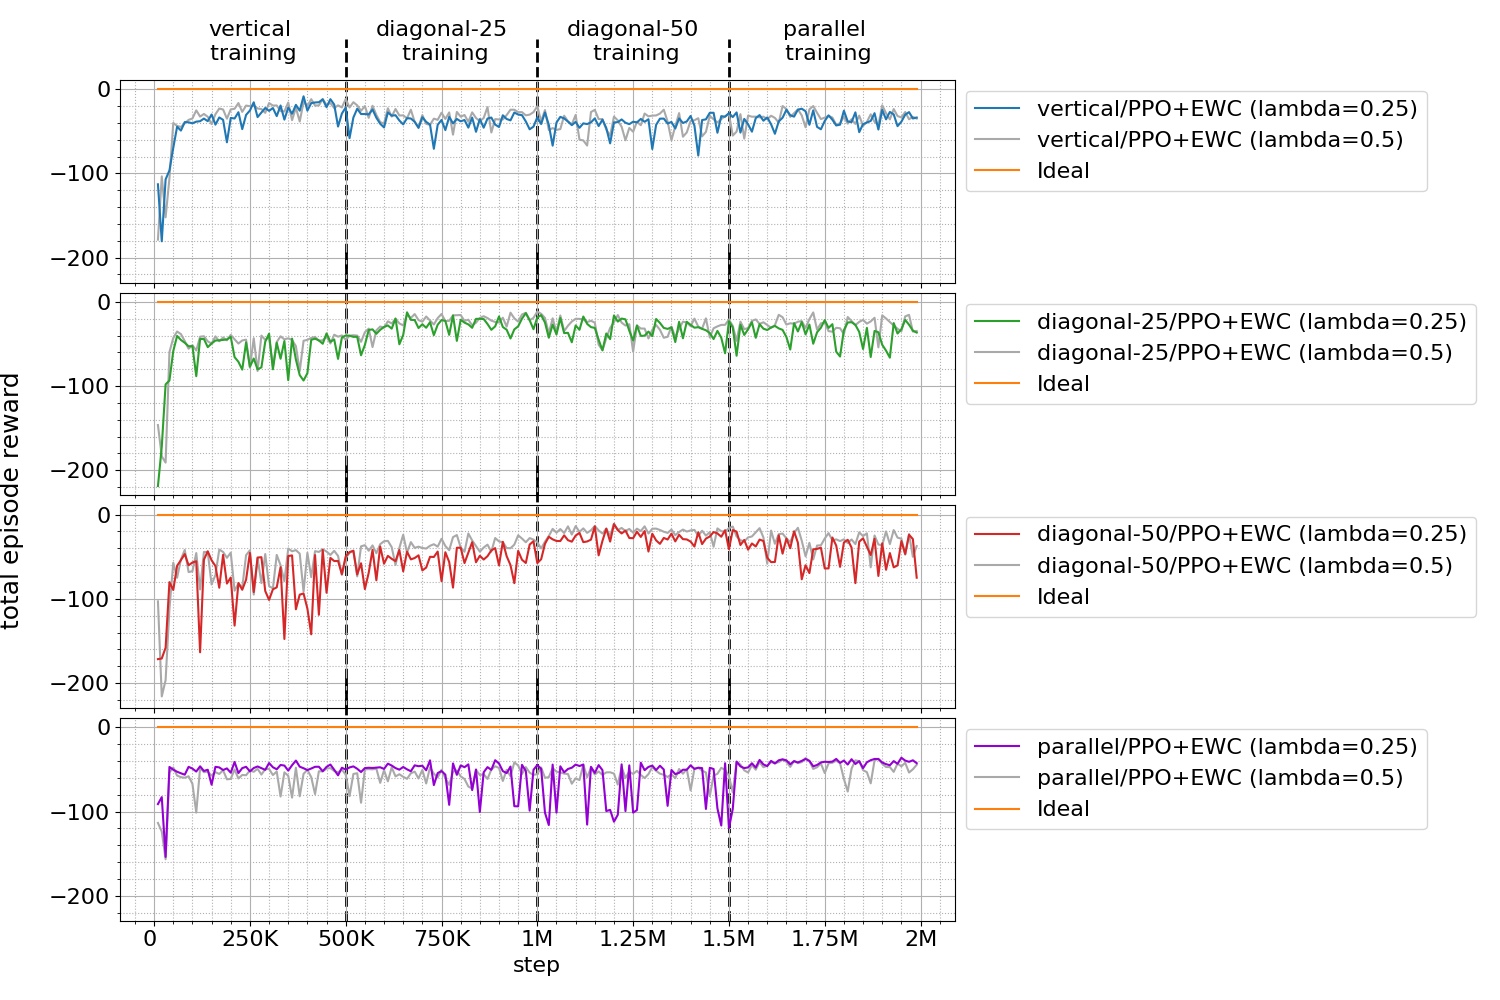 vertical
training
diagonal-25
training
diagonal-50
training
parallel
training
0
−100
−200
vertical/PPO+EWC (lambda=0.25)
vertical/PPO+EWC (lambda=0.5)
Ideal
0
−100
−200
diagonal-25/PPO+EWC (lambda=0.25)
diagonal-25/PPO+EWC (lambda=0.5)
Ideal
total episode reward
0
−100
−200
diagonal-50/PPO+EWC (lambda=0.25)
diagonal-50/PPO+EWC (lambda=0.5)
Ideal
0
−100
−200
parallel/PPO+EWC (lambda=0.25)
parallel/PPO+EWC (lambda=0.5)
Ideal
0 250K 500K 750K 1M 1.25M 1.5M 1.75M 2M
step